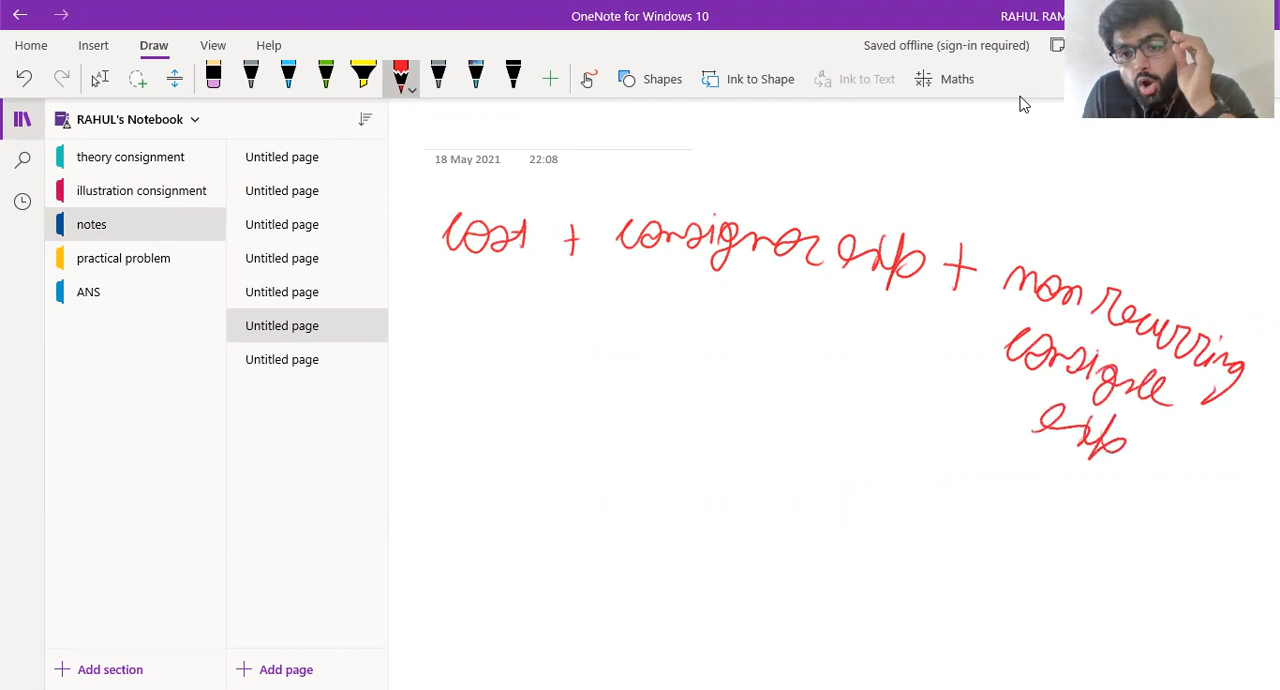 OneNote for Windows 10
RAHUL RAM
Home Insert Draw View Help
Saved offline (sign-in required)
Shapes Ink to Shape Ink to Text Maths
RAHUL's Notebook
theory consignment
illustration consignment
notes
practical problem
ANS
Add section
Untitled page
Untitled page
Untitled page
Untitled page
Untitled page
Untitled page
Untitled page
Add page
18 May 2021 22:08
cost + consignor exp + non recurring
consignee
exp